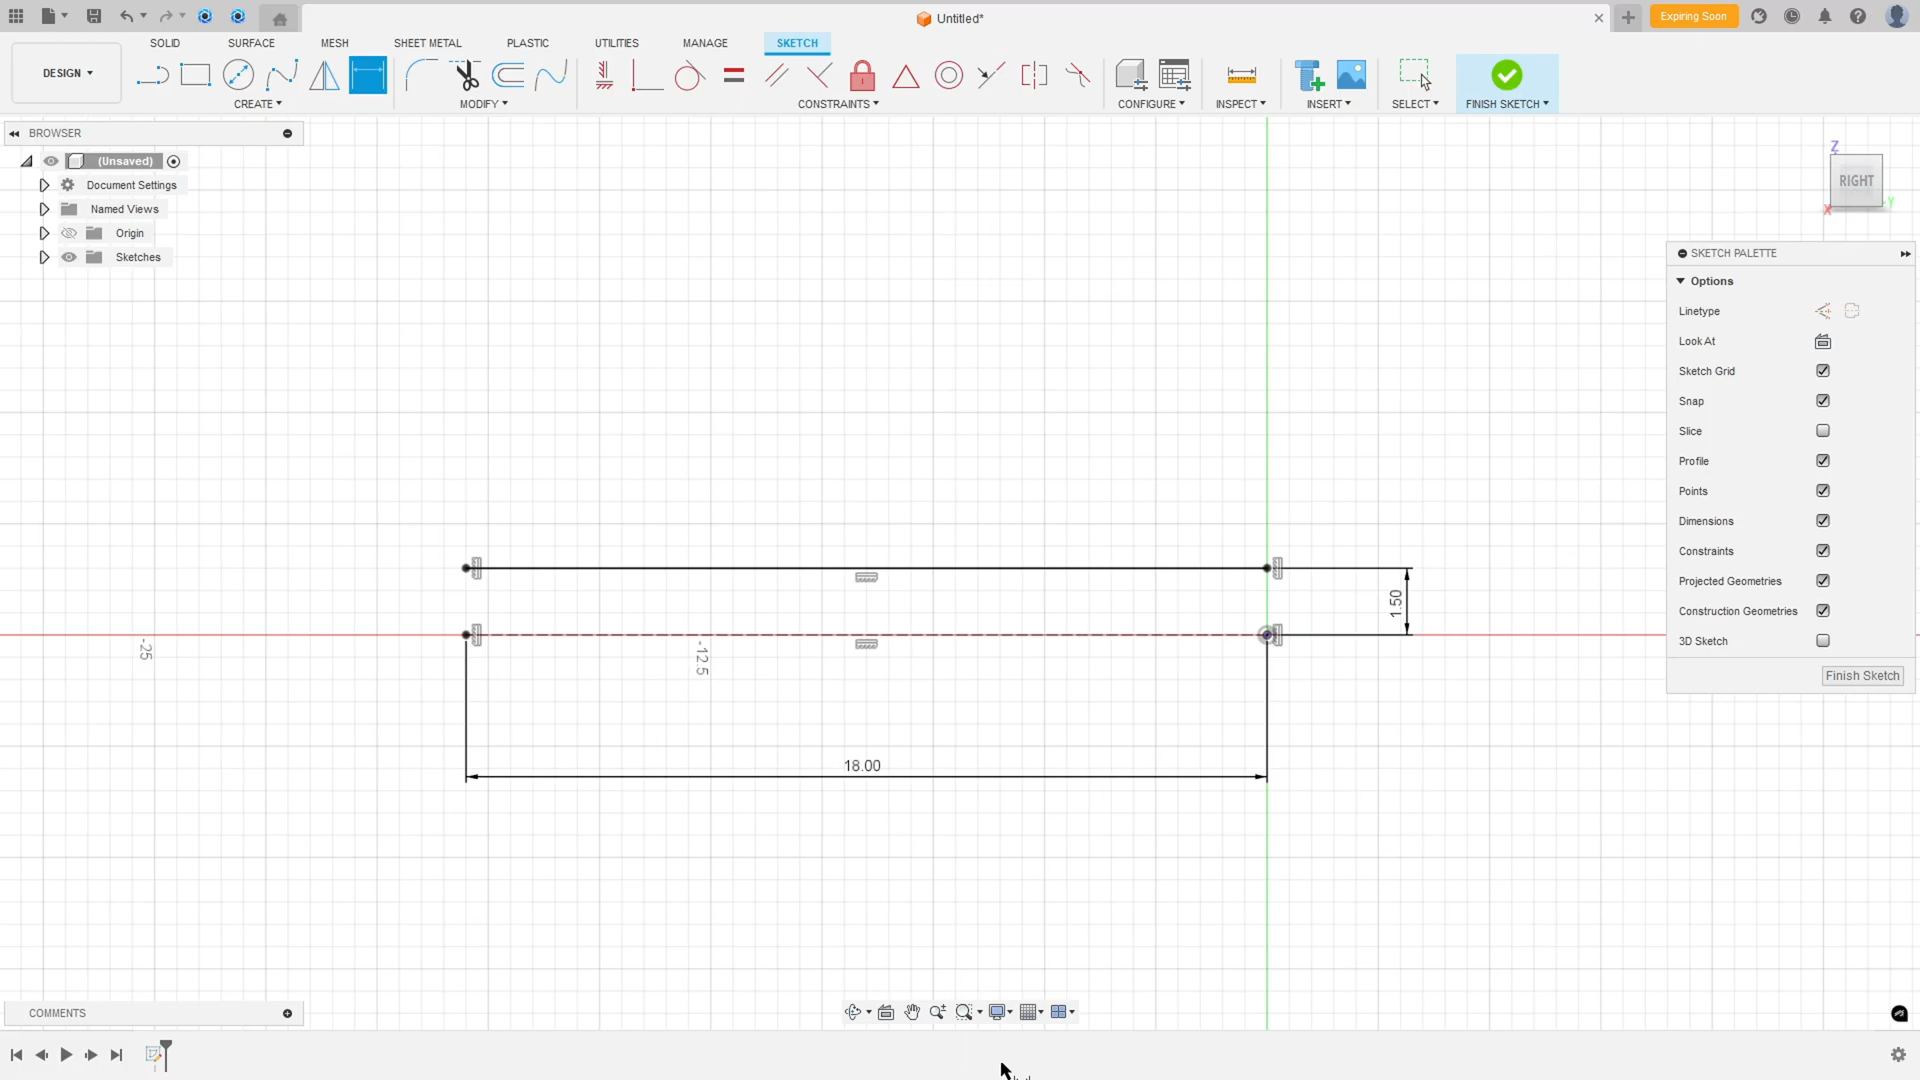 Untitled*
Expiring Soon
SOLID SURFACE MESH SHEET METAL PLASTIC UTILITIES MANAGE SKETCH
DESIGN ▾
CREATE ▾ MODIFY ▾ CONSTRAINTS ▾ CONFIGURE ▾ INSPECT ▾ INSERT ▾ SELECT ▾ FINISH SKETCH ▾
BROWSER
(Unsaved)
Document Settings
Named Views
Origin
Sketches
Z
RIGHT
X
Y
SKETCH PALETTE
Options
Linetype
Look At
Sketch Grid
Snap
Slice
Profile
Points
Dimensions
Constraints
Projected Geometries
Construction Geometries
3D Sketch
Finish Sketch
1.50
-25
-12.5
18.00
COMMENTS